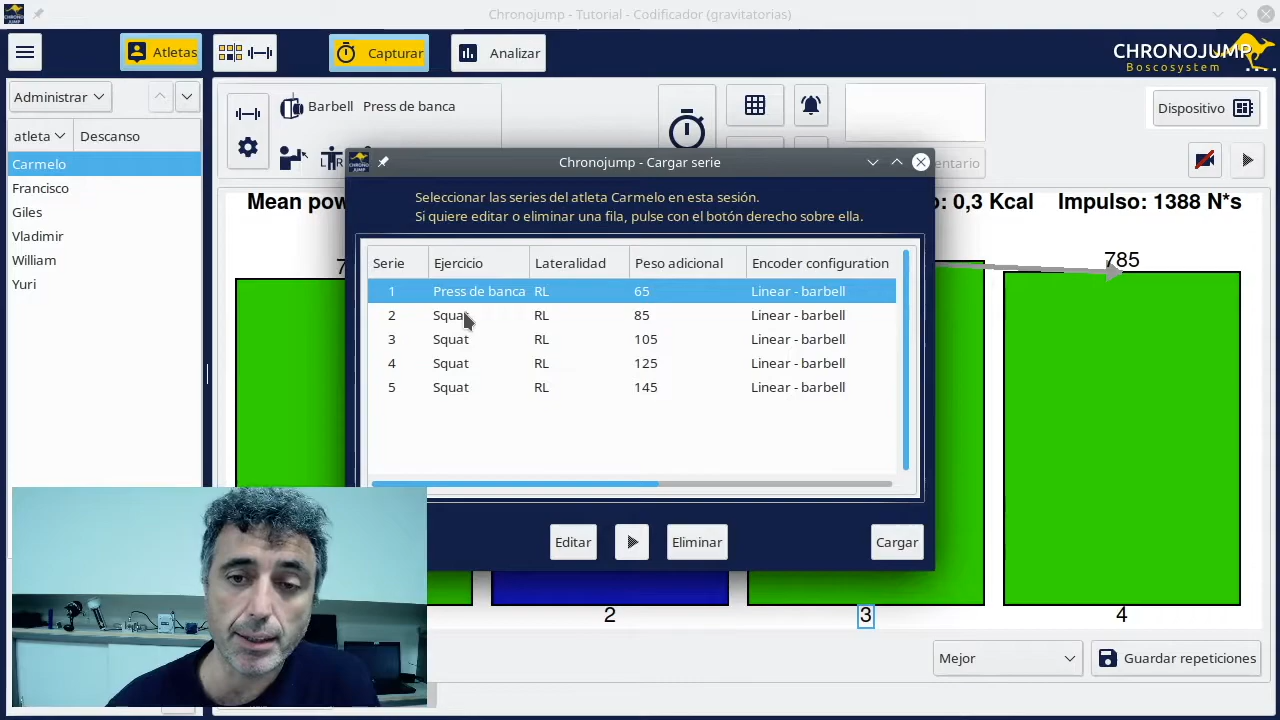 Chronojump - Tutorial - Codificador (gravitatorias)
Atletas
Capturar
Analizar
CHRONOJUMP
Boscosystem
Administrar
Barbell Press de banca
Dispositivo
atleta Descanso
Carmelo
Francisco
Giles
Vladimir
William
Yuri
Chronojump - Cargar serie
Seleccionar las series del atleta Carmelo en esta sesión.
Si quiere editar o eliminar una fila, pulse con el botón derecho sobre ella.
Mean
0,3 Kcal Impulso: 1388 N*s
785
Serie Ejercicio Lateralidad Peso adicional Encoder configuration
1 Press de banca RL 65 Linear - barbell
2 Squat RL 85 Linear - barbell
3 Squat RL 105 Linear - barbell
4 Squat RL 125 Linear - barbell
5 Squat RL 145 Linear - barbell
Editar
Eliminar
Cargar
2
3
4
Mejor
Guardar repeticiones